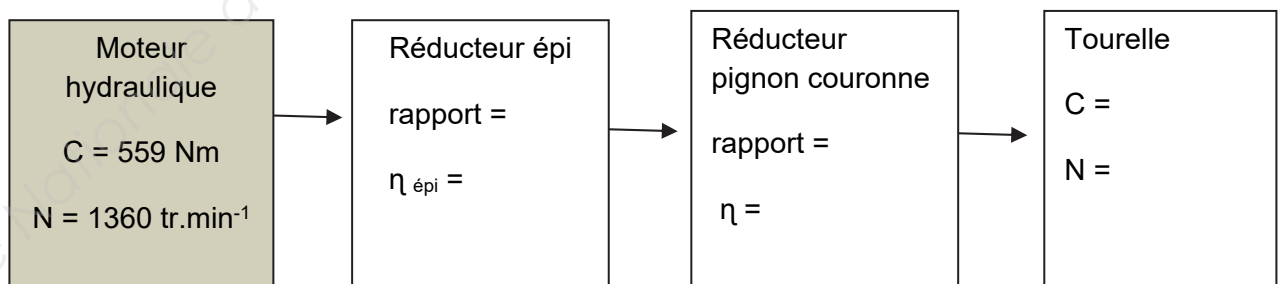 Moteur
hydraulique
C = 559 Nm
N = 1360 tr.min-1
Réducteur épi
rapport =
η épi =
Réducteur
pignon couronne
rapport =
η =
Tourelle
C =
N =